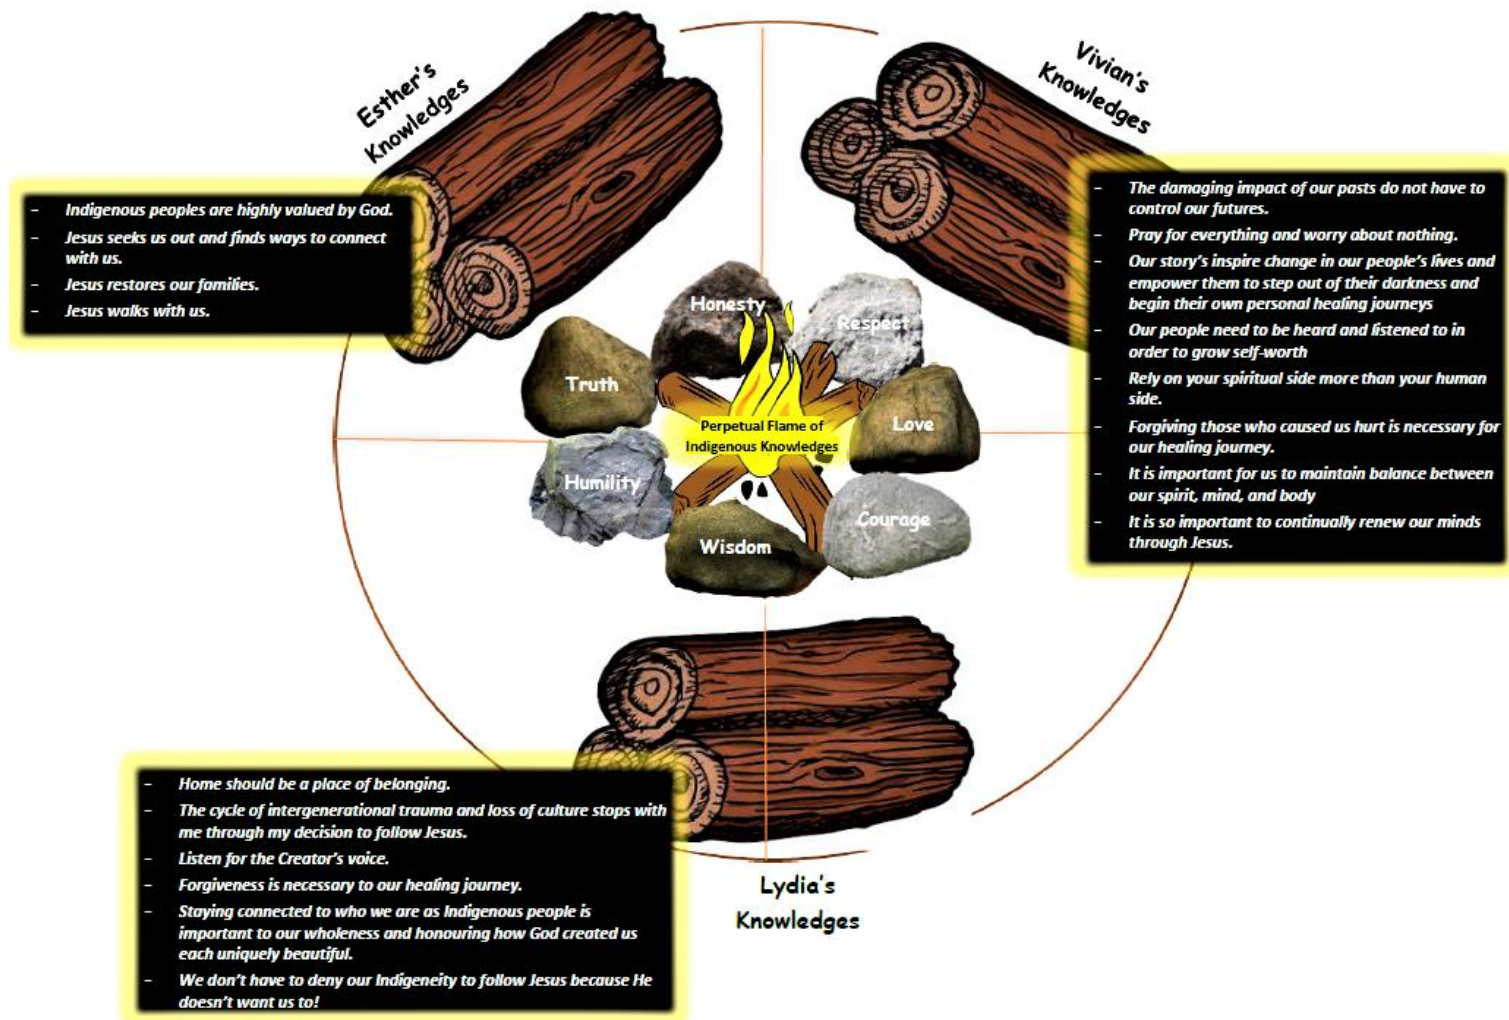 Esther's
Knowledges
Vivian's
Knowledges
- Indigenous peoples are highly valued by God.
- Jesus seeks us out and finds ways to connect
with us.
- Jesus restores our families.
- Jesus walks with us.
- The damaging impact of our pasts do not have to
control our futures.
- Pray for everything and worry about nothing.
- Our story's inspire change in our people's lives and
empower them to step out of their darkness and
begin their own personal healing journeys
- Our people need to be heard and listened to in
order to grow self-worth
- Rely on your spiritual side more than your human
side.
- Forgiving those who caused us hurt is necessary for
our healing journey.
- It is important for us to maintain balance between
our spirit, mind, and body
- It is so important to continually renew our minds
through Jesus.
Honesty
Respect
Truth
Love
Perpetual Flame of
Indigenous Knowledges
Humility
Courage
Wisdom
- Home should be a place of belonging.
- The cycle of intergenerational trauma and loss of culture stops with
me through my decision to follow Jesus.
- Listen for the Creator's voice.
- Forgiveness is necessary to our healing journey.
- Staying connected to who we are as Indigenous people is
important to our wholeness and honouring how God created us
each uniquely beautiful.
- We don't have to deny our Indigeneity to follow Jesus because He
doesn't want us to!
Lydia's
Knowledges